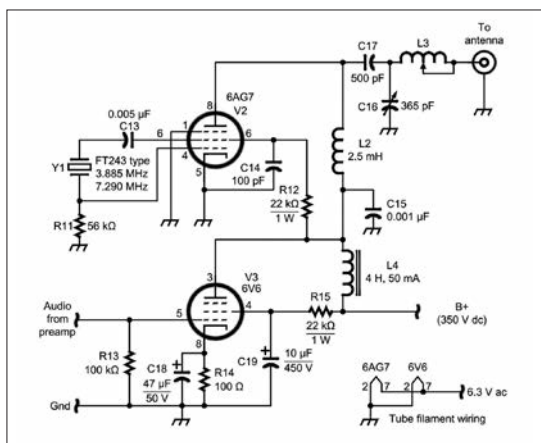 To
antenna
C17
500 pF
L3
C16
365 pF
6AG7
V2
8
C13
0.005 µF
1
6
4
5
6
Y1
FT243 type
3.885 MHz
7.290 MHz
C14
100 pF
R12
22 kΩ
1 W
L2
2.5 mH
C15
0.001 µF
R11
56 kΩ
L4
4 H, 50 mA
V3
6V6
3
5
4
8
Audio
from
preamp
R15
22 kΩ
1 W
B+
(350 V dc)
R13
100 kΩ
C18
47 µF
50 V
R14
100 Ω
C19
10 µF
450 V
Gnd
6AG7
6V6
2
7
2
7
6.3 V ac
Tube filament
wiring